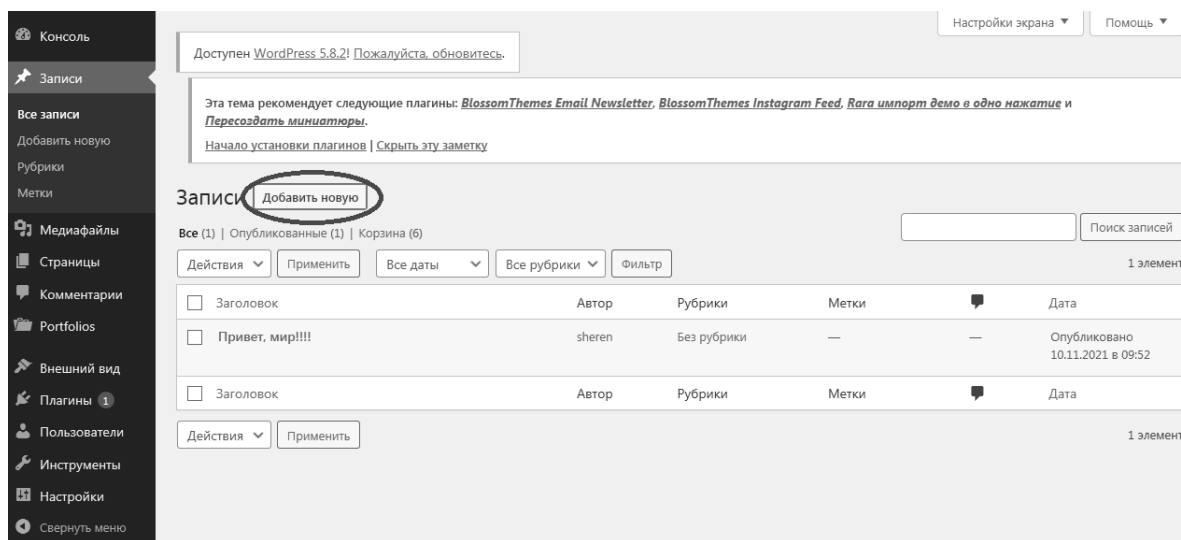 Настройки экрана ▼
Помощь ▼
Консоль
Записи
Все записи
Добавить новую
Рубрики
Метки
Медиафайлы
Страницы
Комментарии
Portfolios
Внешний вид
Плагины 1
Пользователи
Инструменты
Настройки
Свернуть меню
Доступен WordPress 5.8.2! Пожалуйста, обновитесь.
Эта тема рекомендует следующие плагины: BlossomThemes Email Newsletter, BlossomThemes Instagram Feed, Rara импорт демо в одно нажатие и
Пересоздать миниатюры.
Начало установки плагинов | Скрыть эту заметку
Записи Добавить новую
Все (1) | Опубликованные (1) | Корзина (6)
Поиск записей
Действия Применить Все даты Все рубрики Фильтр 1 элемент
Заголовок Автор Рубрики Метки Дата
Привет, мир!!!! sheren Без рубрики — — Опубликовано
10.11.2021 в 09:52
Заголовок Автор Рубрики Метки Дата
Действия Применить 1 элемент